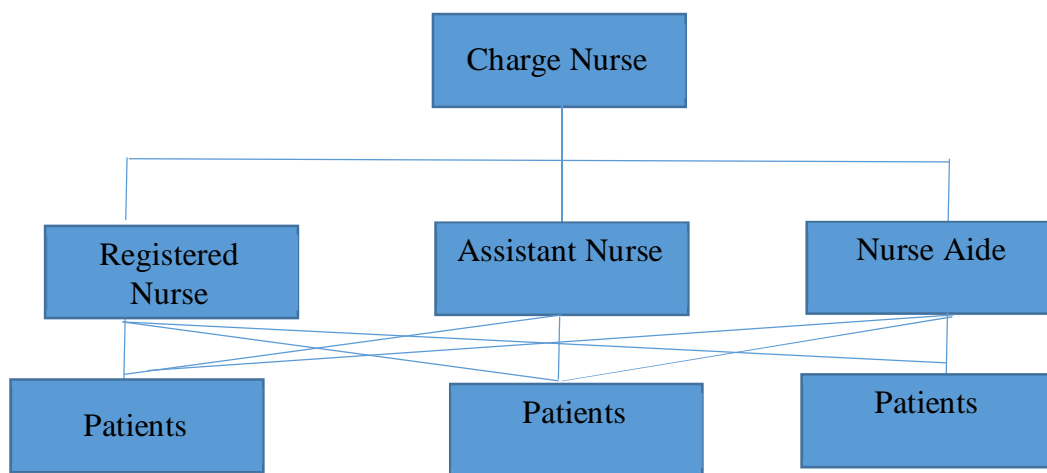 Charge Nurse
Registered
Nurse
Assistant Nurse
Nurse Aide
Patients
Patients
Patients